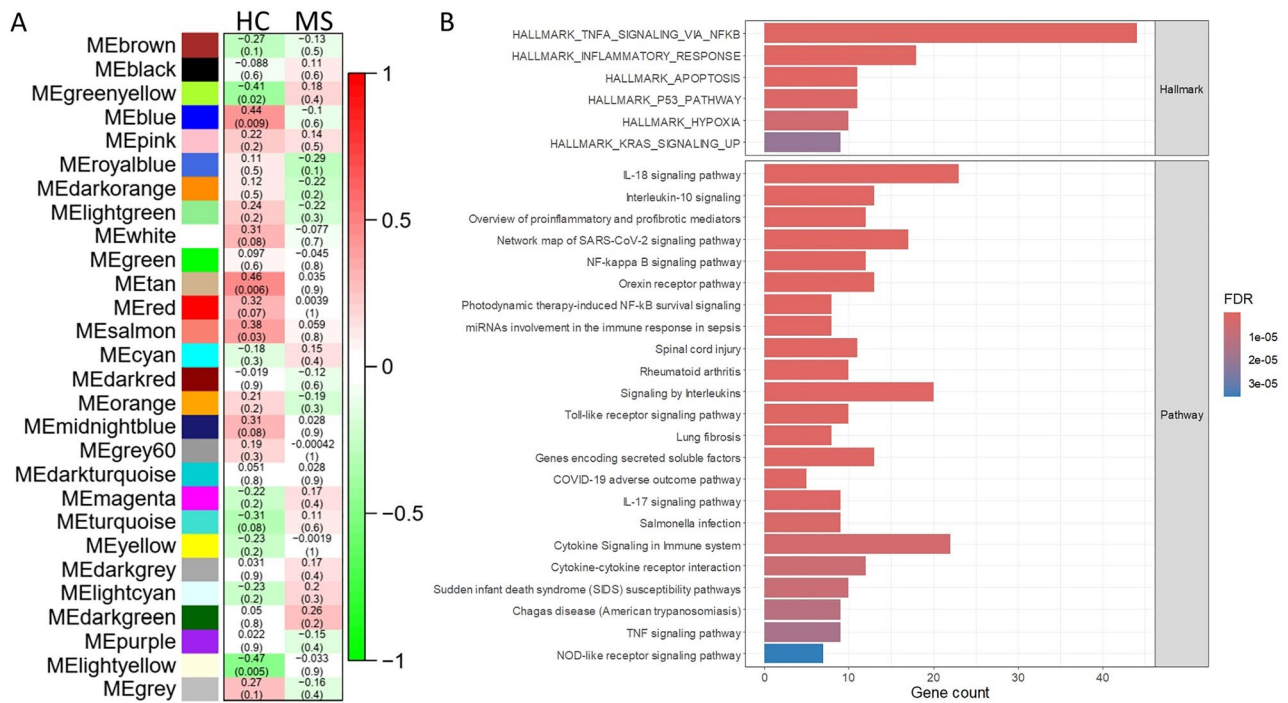 A
HC MS
MEbrown −0.27 (0.1) −0.13 (0.5)
MEblack −0.088 (0.6) 0.11 (0.6)
MEgreenyellow −0.41 (0.02) 0.18 (0.4)
MEblue 0.44 (0.009) −0.1 (0.6)
MEpink 0.22 (0.2) 0.14 (0.5)
MEroyalblue 0.11 (0.5) −0.29 (0.1)
MEdarkorange 0.12 (0.5) −0.22 (0.2)
MElightgreen 0.24 (0.2) −0.22 (0.3)
MEwhite 0.31 (0.08) −0.077 (0.7)
MEgreen 0.097 (0.6) −0.045 (0.8)
MEtan 0.46 (0.006) 0.035 (0.9)
MEred 0.32 (0.07) 0.0039 (1)
MEsalmon 0.38 (0.03) 0.059 (0.8)
MEcyan −0.18 (0.3) 0.15 (0.4)
MEdarkred −0.019 (0.9) −0.12 (0.6)
MEorange 0.21 (0.2) −0.19 (0.3)
MEmidnightblue 0.31 (0.08) 0.028 (0.9)
MEgrey60 0.19 (0.3) −0.00042 (1)
MEdarkturquoise 0.051 (0.8) 0.028 (0.9)
MEmagenta −0.22 (0.2) 0.17 (0.4)
MEturquoise −0.31 (0.08) 0.11 (0.6)
MEyellow −0.23 (0.2) −0.0019 (1)
MEdarkgrey 0.031 (0.9) 0.17 (0.4)
MElightcyan −0.23 (0.2) 0.2 (0.3)
MEdarkgreen 0.05 (0.8) 0.26 (0.2)
MEpurple 0.022 (0.9) −0.15 (0.4)
MElightyellow −0.47 (0.005) −0.033 (0.9)
MEgrey 0.27 (0.1) −0.16 (0.4)
1
0.5
0
−0.5
−1
B
HALLMARK_TNFA_SIGNALING_VIA_NFKB
HALLMARK_INFLAMMATORY_RESPONSE
HALLMARK_APOPTOSIS
HALLMARK_P53_PATHWAY
HALLMARK_HYPOXIA
HALLMARK_KRAS_SIGNALING_UP
Hallmark
IL-18 signaling pathway
Interleukin-10 signaling
Overview of proinflammatory and profibrotic mediators
Network map of SARS-CoV-2 signaling pathway
NF-kappa B signaling pathway
Orexin receptor pathway
Photodynamic therapy-induced NF-kB survival signaling
miRNAs involvement in the immune response in sepsis
Spinal cord injury
Rheumatoid arthritis
Signaling by Interleukins
Toll-like receptor signaling pathway
Lung fibrosis
Genes encoding secreted soluble factors
COVID-19 adverse outcome pathway
IL-17 signaling pathway
Salmonella infection
Cytokine Signaling in Immune system
Cytokine-cytokine receptor interaction
Sudden infant death syndrome (SIDS) susceptibility pathways
Chagas disease (American trypanosomiasis)
TNF signaling pathway
NOD-like receptor signaling pathway
Pathway
0 10 20 30 40
Gene count
FDR
1e-05
2e-05
3e-05